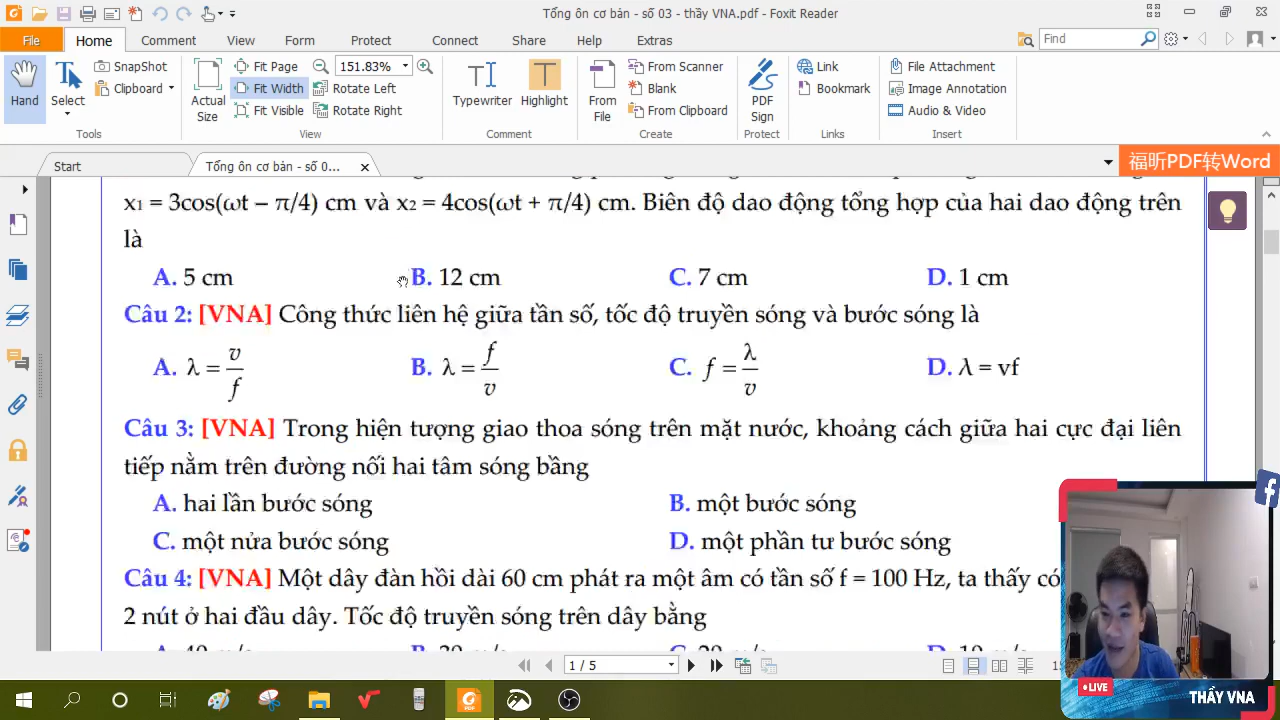 Tổng ôn cơ bản - số 03 - thầy VNA.pdf - Foxit Reader
File Home Comment View Form Protect Connect Share Help Extras Find
Hand Select SnapShot Clipboard Actual Size Fit Page Fit Width Fit Visible 151.83% Rotate Left Rotate Right Typewriter Highlight From File From Scanner Blank From Clipboard PDF Sign Link Bookmark File Attachment Image Annotation Audio & Video
Tools View Comment Create Protect Links Insert
Start Tổng ôn cơ bản - số 0... 福昕PDF转Word
x1 = 3cos(ωt – π/4) cm và x2 = 4cos(ωt + π/4) cm. Biên độ dao động tổng hợp của hai dao động trên
là
A. 5 cm B. 12 cm C. 7 cm D. 1 cm
Câu 2: [VNA] Công thức liên hệ giữa tần số, tốc độ truyền sóng và bước sóng là
A. λ = v/f B. λ = f/v C. f = λ/v D. λ = vf
Câu 3: [VNA] Trong hiện tượng giao thoa sóng trên mặt nước, khoảng cách giữa hai cực đại liên
tiếp nằm trên đường nối hai tâm sóng bằng
A. hai lần bước sóng B. một bước sóng
C. một nửa bước sóng D. một phần tư bước sóng
Câu 4: [VNA] Một dây đàn hồi dài 60 cm phát ra một âm có tần số f = 100 Hz, ta thấy có
2 nút ở hai đầu dây. Tốc độ truyền sóng trên dây bằng
1 / 5
LIVE THẦY VNA